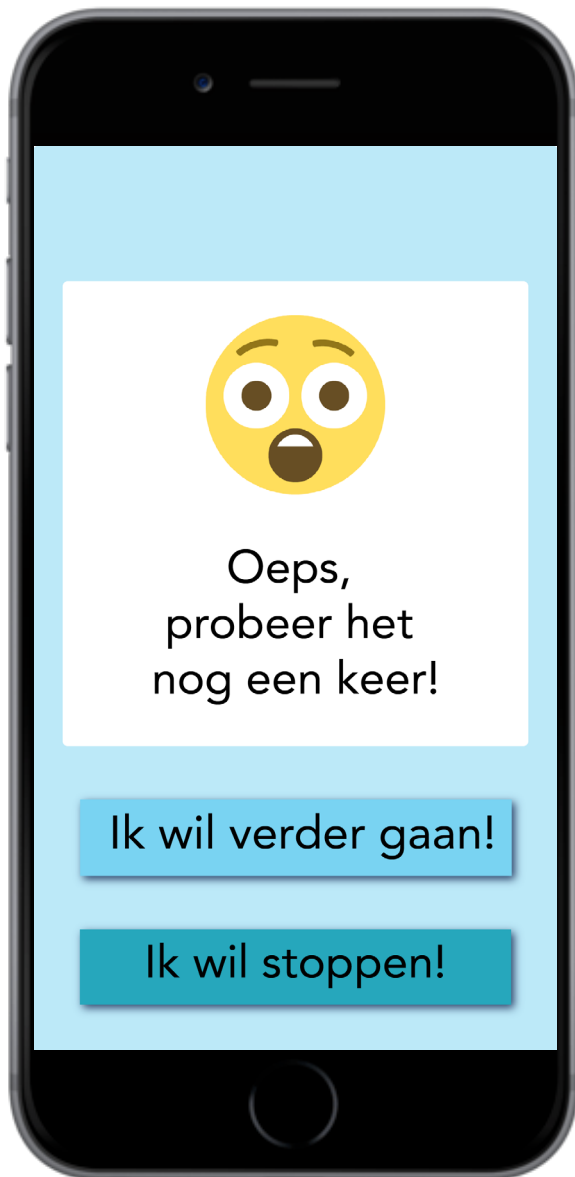 Oeps,
probeer het
nog een keer!
Ik wil verder gaan!
Ik wil stoppen!